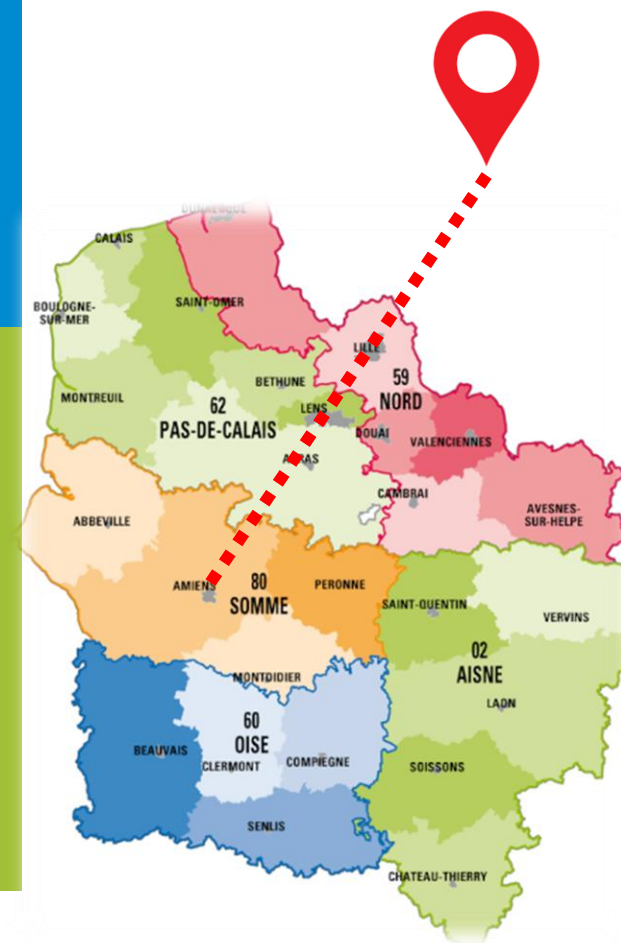 CALAIS
SAINT-OMER
BOULOGNE-
SUR-MER
LILLE
BETHUNE
59
NORD
MONTREUIL
62
PAS-DE-CALAIS
LENS
DOUAI
VALENCIENNES
ARRAS
CAMBRAI
ABBEVILLE
AVESNES-
SUR-HELPE
AMIENS
80
SOMME
PERONNE
SAINT-QUENTIN
VERVINS
02
AISNE
MONTDIDIER
LAON
60
OISE
BEAUVAIS
CLERMONT
COMPIEGNE
SOISSONS
SENLIS
CHATEAU-THIERRY